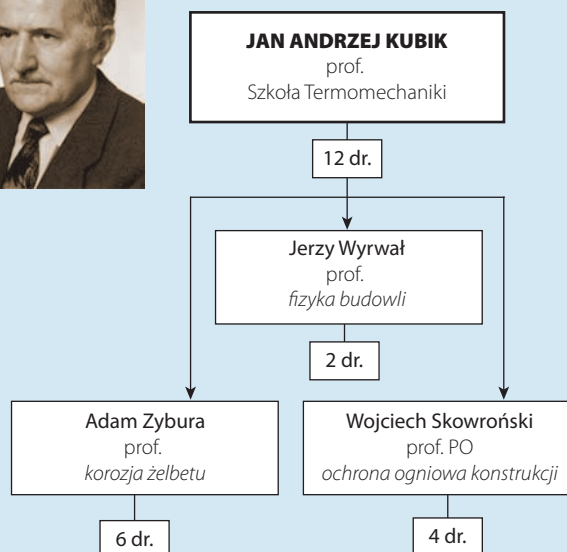 JAN ANDRZEJ KUBIK
prof.
Szkoła Termomechaniki
12 dr.
Jerzy Wyrwał
prof.
fizyka budowli
2 dr.
Adam Zybura
prof.
korozja żelbetu
6 dr.
Wojciech Skowroński
prof. PO
ochrona ogniowa konstrukcji
4 dr.